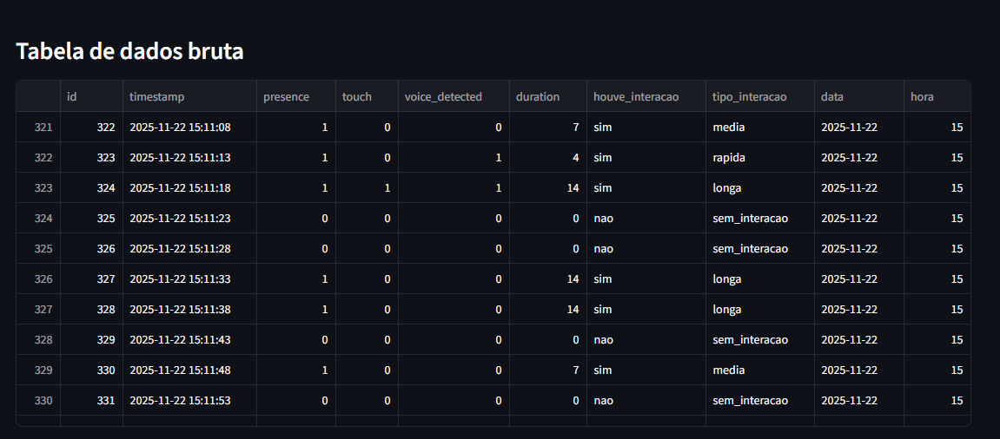 Tabela de dados bruta
id timestamp presence touch voice_detected duration houve_interacao tipo_interacao data hora
321 322 2025-11-22 15:11:08 1 0 0 7 sim media 2025-11-22 15
322 323 2025-11-22 15:11:13 1 0 1 4 sim rapida 2025-11-22 15
323 324 2025-11-22 15:11:18 1 1 1 14 sim longa 2025-11-22 15
324 325 2025-11-22 15:11:23 0 0 0 0 nao sem_interacao 2025-11-22 15
325 326 2025-11-22 15:11:28 0 0 0 0 nao sem_interacao 2025-11-22 15
326 327 2025-11-22 15:11:33 1 0 0 14 sim longa 2025-11-22 15
327 328 2025-11-22 15:11:38 1 0 0 14 sim longa 2025-11-22 15
328 329 2025-11-22 15:11:43 0 0 0 0 nao sem_interacao 2025-11-22 15
329 330 2025-11-22 15:11:48 1 0 0 7 sim media 2025-11-22 15
330 331 2025-11-22 15:11:53 0 0 0 0 nao sem_interacao 2025-11-22 15